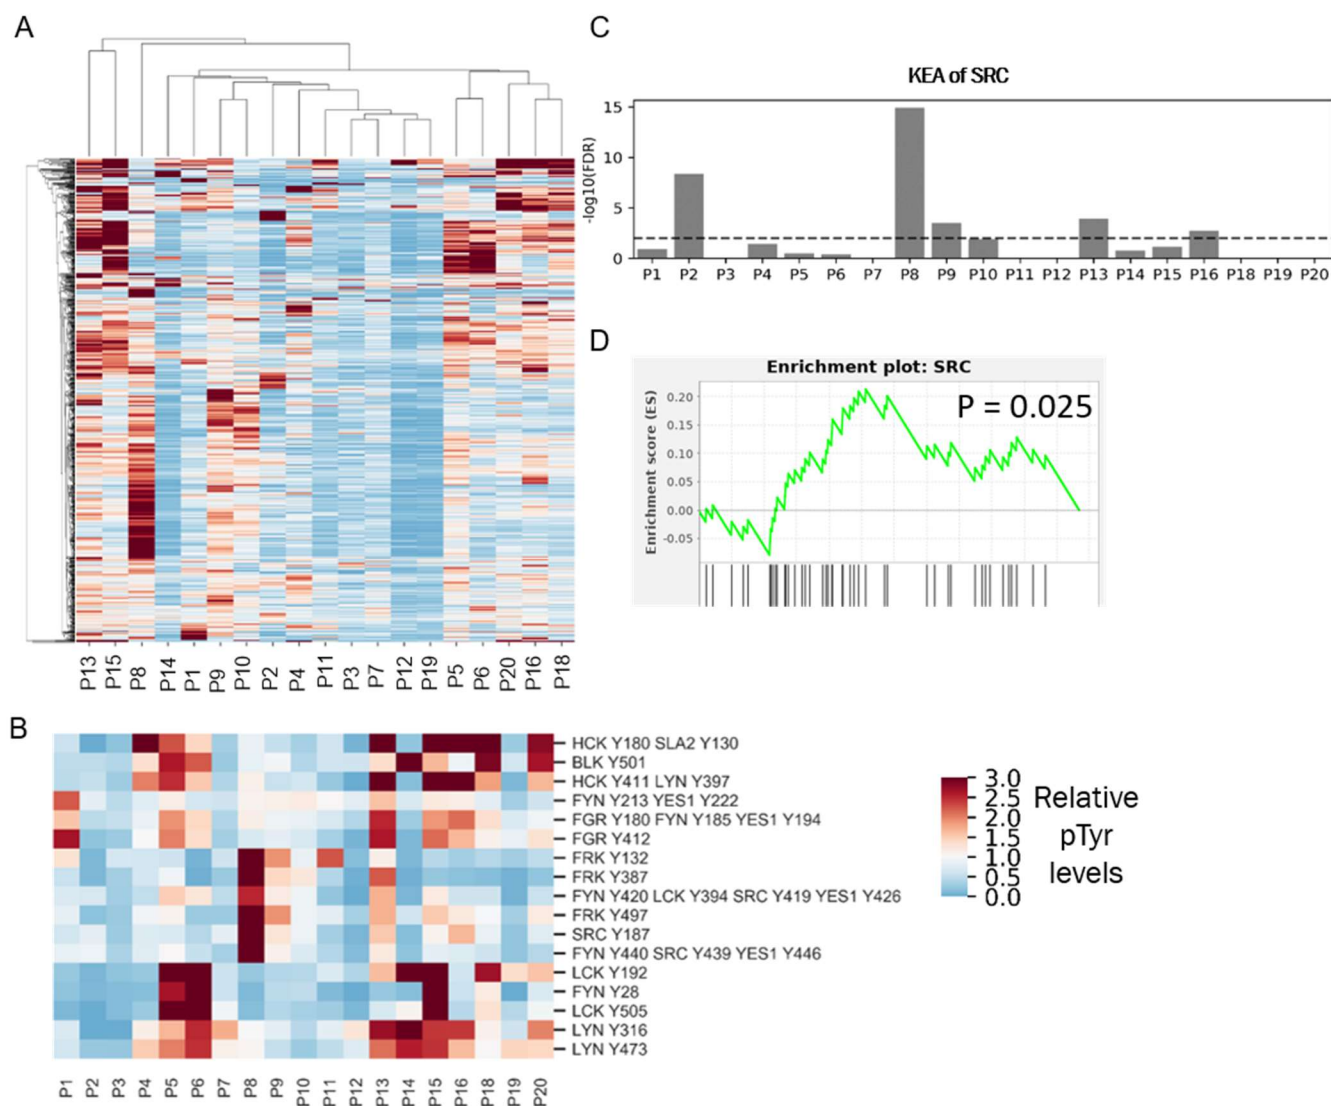 A
P13 P15 P8 P14 P1 P9 P10 P2 P4 P11 P3 P7 P12 P19 P5 P6 P20 P16 P18
B
HCK Y180 SLA2 Y130
BLK Y501
HCK Y411 LYN Y397
FYN Y213 YES1 Y222
FGR Y180 FYN Y185 YES1 Y194
FGR Y412
FRK Y132
FRK Y387
FYN Y420 LCK Y394 SRC Y419 YES1 Y426
FRK Y497
SRC Y187
FYN Y440 SRC Y439 YES1 Y446
LCK Y192
FYN Y28
LCK Y505
LYN Y316
LYN Y473
P1 P2 P3 P4 P5 P6 P7 P8 P9 P10 P11 P12 P13 P14 P15 P16 P18 P19 P20
3.0
2.5
2.0
1.5
1.0
0.5
0.0
Relative
pTyr
levels
C
KEA of SRC
-log10(FDR)
15
10
5
0
P1 P2 P3 P4 P5 P6 P7 P8 P9 P10 P11 P12 P13 P14 P15 P16 P18 P19 P20
D
Enrichment plot: SRC
P = 0.025
Enrichment score (ES)
0.20
0.15
0.10
0.05
0.00
-0.05